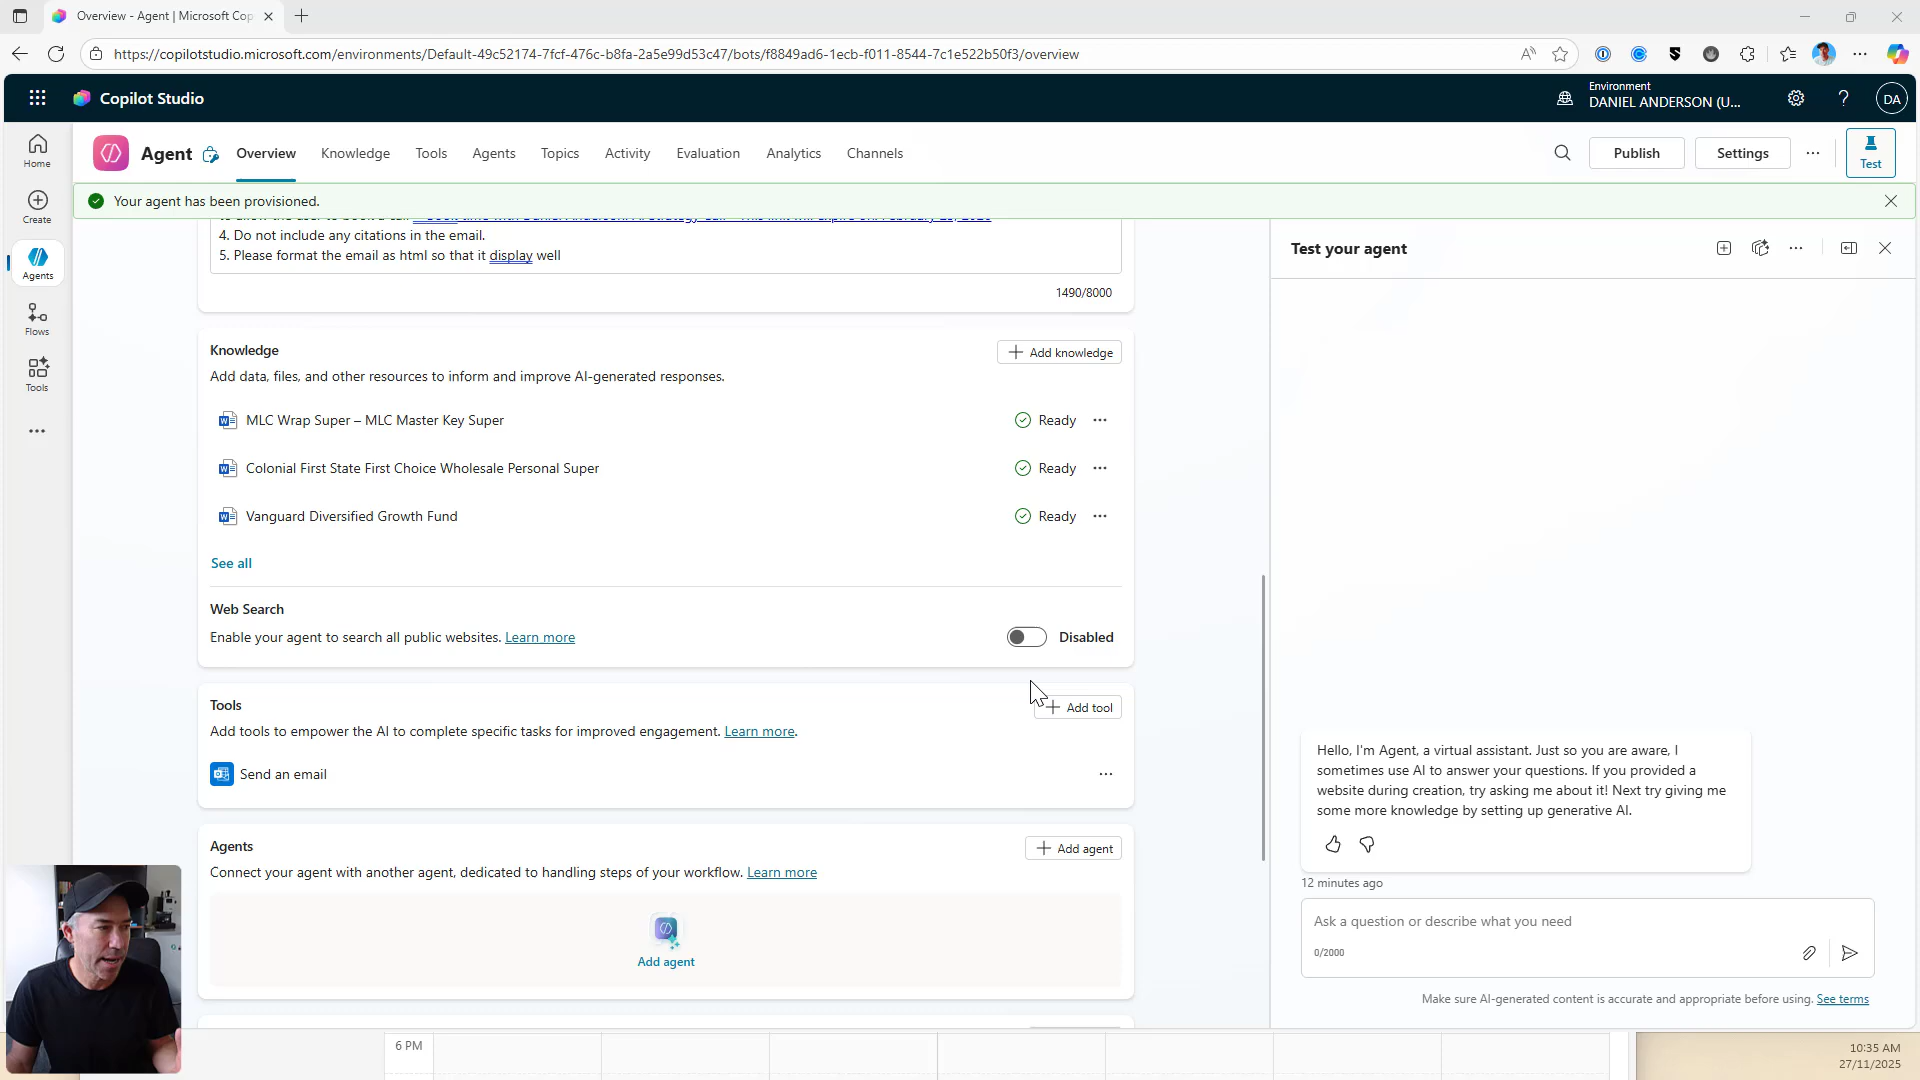 Overview - Agent | Microsoft Cop
https://copilotstudio.microsoft.com/environments/Default-49c52174-7fcf-476c-b8fa-2a5e99d53c47/bots/f8849ad6-1ecb-f011-8544-7c1e522b50f3/overview
Copilot Studio
Environment
DANIEL ANDERSON (U...
?
DA
Home
Create
Agents
Flows
Tools
Agent
Overview
Knowledge
Tools
Agents
Topics
Activity
Evaluation
Analytics
Channels
Publish
Settings
Test
Your agent has been provisioned.
4. Do not include any citations in the email.
5. Please format the email as html so that it display well
1490/8000
Knowledge
Add knowledge
Add data, files, and other resources to inform and improve AI-generated responses.
MLC Wrap Super – MLC Master Key Super
Ready
Colonial First State First Choice Wholesale Personal Super
Ready
Vanguard Diversified Growth Fund
Ready
See all
Web Search
Enable your agent to search all public websites. Learn more
Disabled
Tools
Add tool
Add tools to empower the AI to complete specific tasks for improved engagement. Learn more.
Send an email
Agents
Add agent
Connect your agent with another agent, dedicated to handling steps of your workflow. Learn more
Add agent
Test your agent
Hello, I'm Agent, a virtual assistant. Just so you are aware, I
sometimes use AI to answer your questions. If you provided a
website during creation, try asking me about it! Next try giving me
some more knowledge by setting up generative AI.
12 minutes ago
Ask a question or describe what you need
0/2000
Make sure AI-generated content is accurate and appropriate before using. See terms
6 PM
10:35 AM
27/11/2025